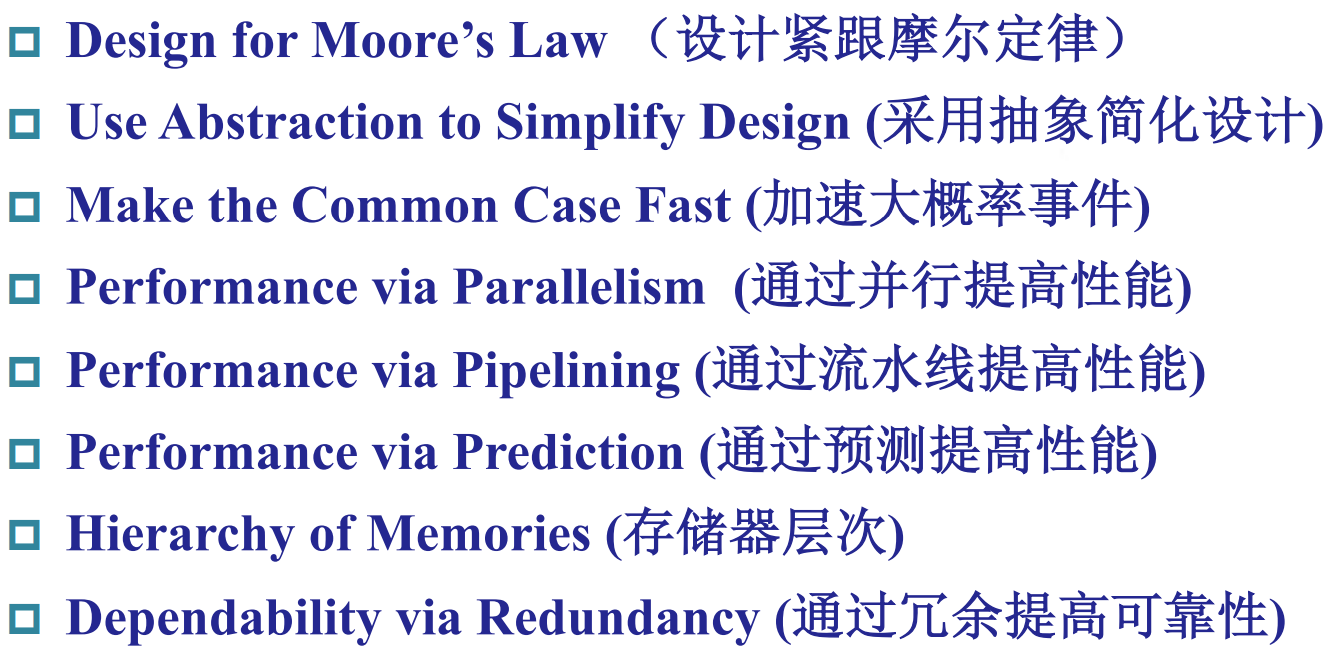 Design for Moore’s Law （设计紧跟摩尔定律）
Use Abstraction to Simplify Design (采用抽象简化设计)
Make the Common Case Fast (加速大概率事件)
Performance via Parallelism (通过并行提高性能)
Performance via Pipelining (通过流水线提高性能)
Performance via Prediction (通过预测提高性能)
Hierarchy of Memories (存储器层次)
Dependability via Redundancy (通过冗余提高可靠性)